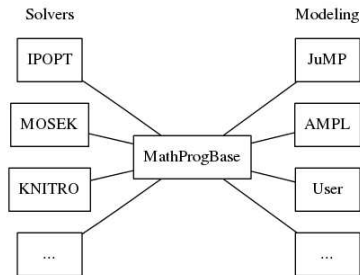 Solvers
Modeling
IPOPT
JuMP
MOSEK
AMPL
MathProgBase
KNITRO
User
...
...